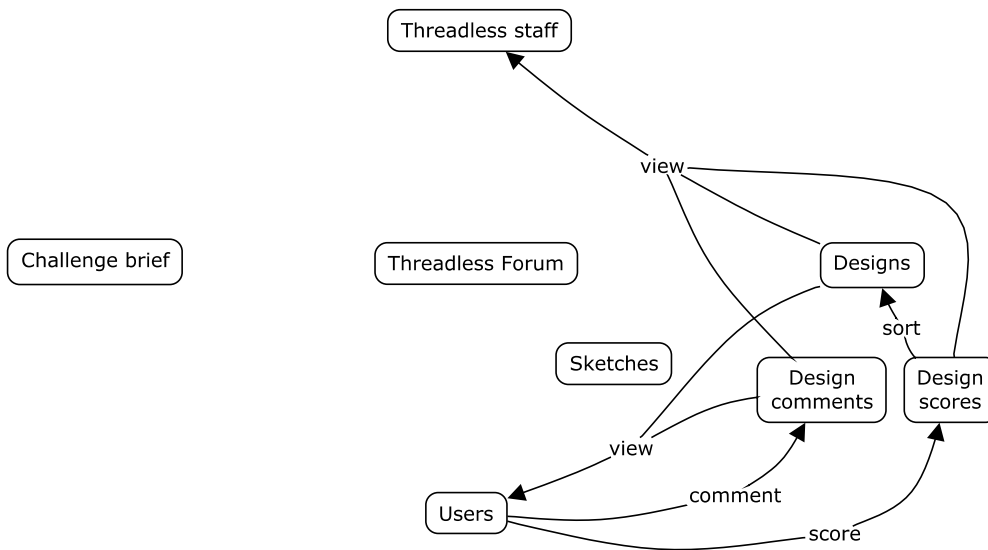 Threadless staff
view
Challenge brief
Threadless Forum
Designs
sort
Sketches
Design
comments
Design
scores
view
comment
Users
score